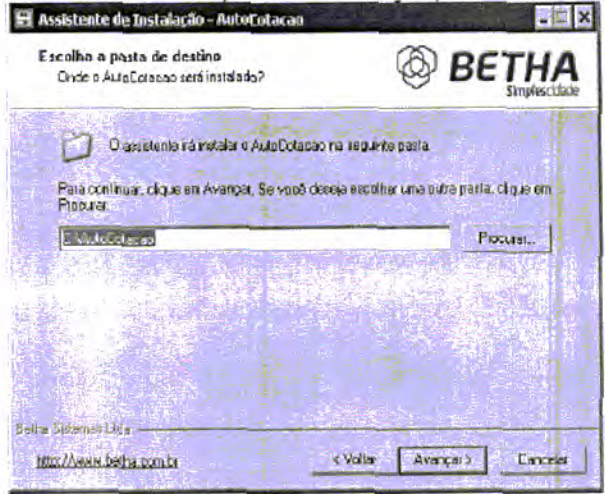 Assistente de Instalação - AutoCotacao
Escolha a pasta de destino
Onde o AutoCotacao será instalado?
BETHA
Simplescidade
O assistente irá instalar o AutoCotacao na seguinte pasta
Para continuar, clique em Avançar. Se você deseja escolher uma outra pasta, clique em
Procurar.
AutoCotacao
Procurar...
Betha Sistemas Ltda
http://www.betha.com.br
< Voltar
Avançar >
Cancelar